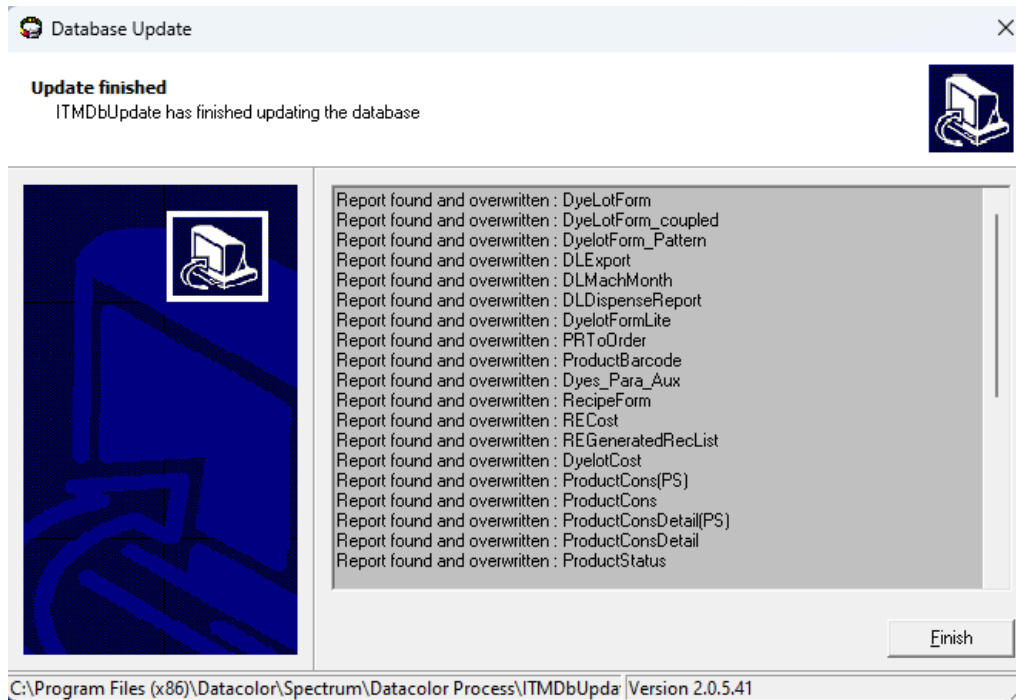 Database Update
Update finished
ITMDbUpdate has finished updating the database
Report found and overwritten : DyeLotForm
Report found and overwritten : DyeLotForm_coupled
Report found and overwritten : DyelotForm_Pattern
Report found and overwritten : DLExport
Report found and overwritten : DLMachMonth
Report found and overwritten : DLDispenseReport
Report found and overwritten : DyelotFormLite
Report found and overwritten : PRToOrder
Report found and overwritten : ProductBarcode
Report found and overwritten : Dyes_Para_Aux
Report found and overwritten : RecipeForm
Report found and overwritten : RECost
Report found and overwritten : REGeneratedRecList
Report found and overwritten : DyelotCost
Report found and overwritten : ProductCons(PS)
Report found and overwritten : ProductCons
Report found and overwritten : ProductConsDetail(PS)
Report found and overwritten : ProductConsDetail
Report found and overwritten : ProductStatus
Finish
C:\Program Files (x86)\Datacolor\Spectrum\Datacolor Process\ITMDbUpda Version 2.0.5.41